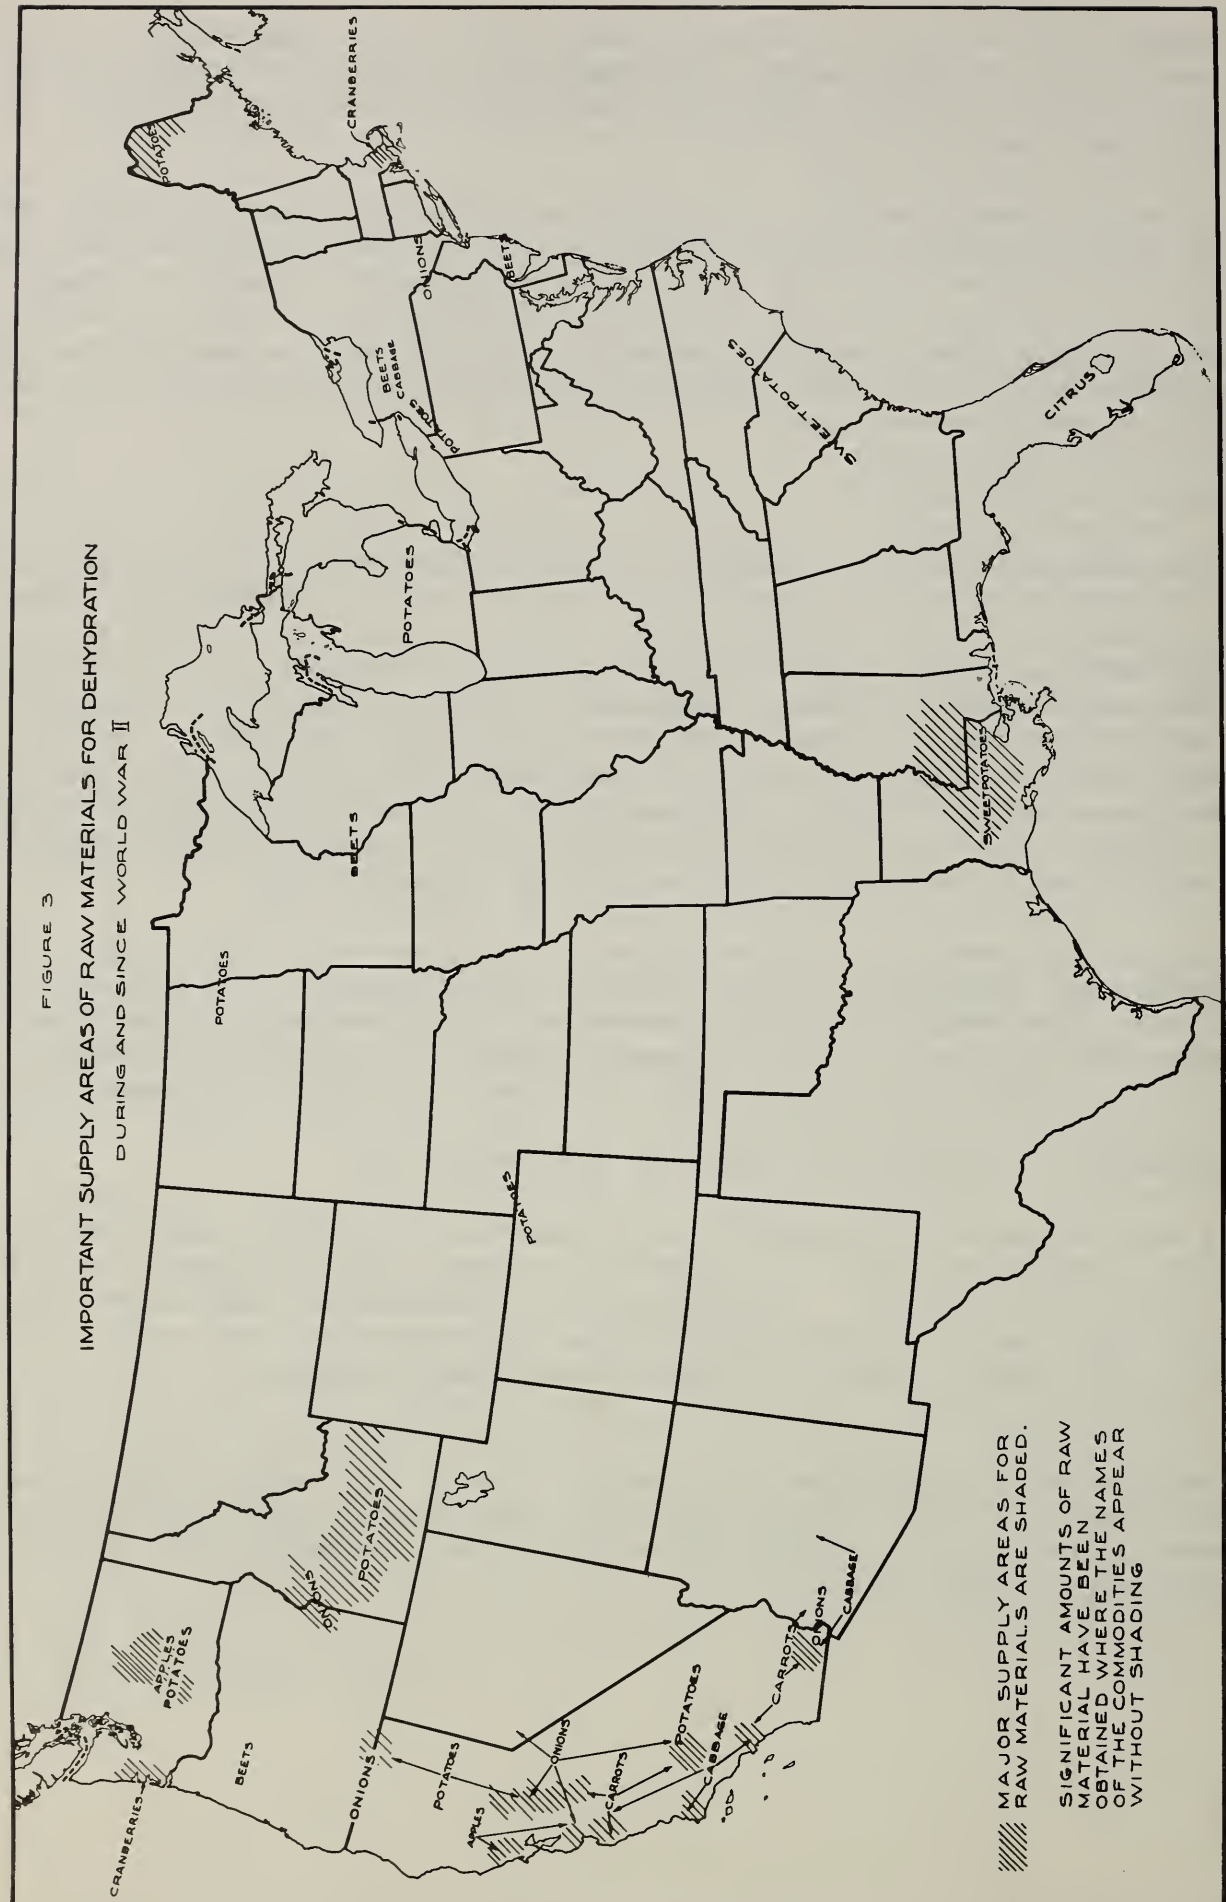 FIGURE 3
IMPORTANT SUPPLY AREAS OF RAW MATERIALS FOR DEHYDRATION
DURING AND SINCE WORLD WAR II
CRANBERRIES
APPLES
POTATOES
BEETS
ONIONS
POTATOES
ONIONS
POTATOES
APPLES
ONIONS
CARROTS
POTATOES
CABBAGE
CARROTS
ONIONS
CABBAGE
POTATOES
POTATOES
BEETS
POTATOES
SWEETPOTATOES
POTATOES
BEETS
CABBAGE
ONIONS
BEETS
POTATOES
CRANBERRIES
SWEETPOTATOES
CITRUS
MAJOR SUPPLY AREAS FOR
RAW MATERIALS ARE SHADED.
SIGNIFICANT AMOUNTS OF RAW
MATERIAL HAVE BEEN
OBTAINED WHERE THE NAMES
OF THE COMMODITIES APPEAR
WITHOUT SHADING